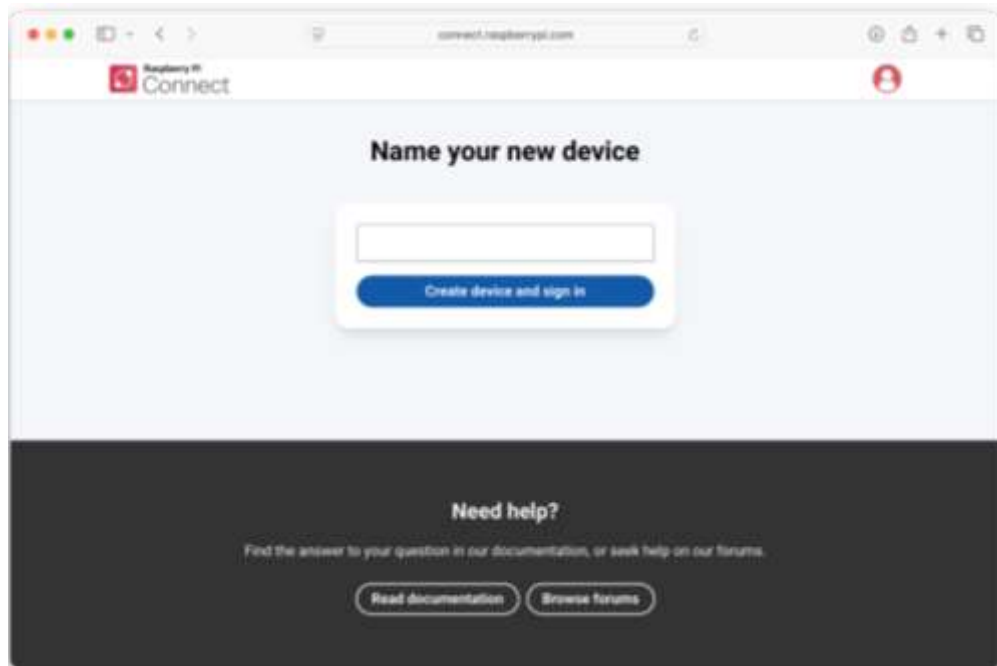 connect.raspberrypi.com
Raspberry Pi
Connect
Name your new device
Create device and sign in
Need help?
Find the answer to your question in our documentation, or seek help on our forums.
Read documentation
Browse forums